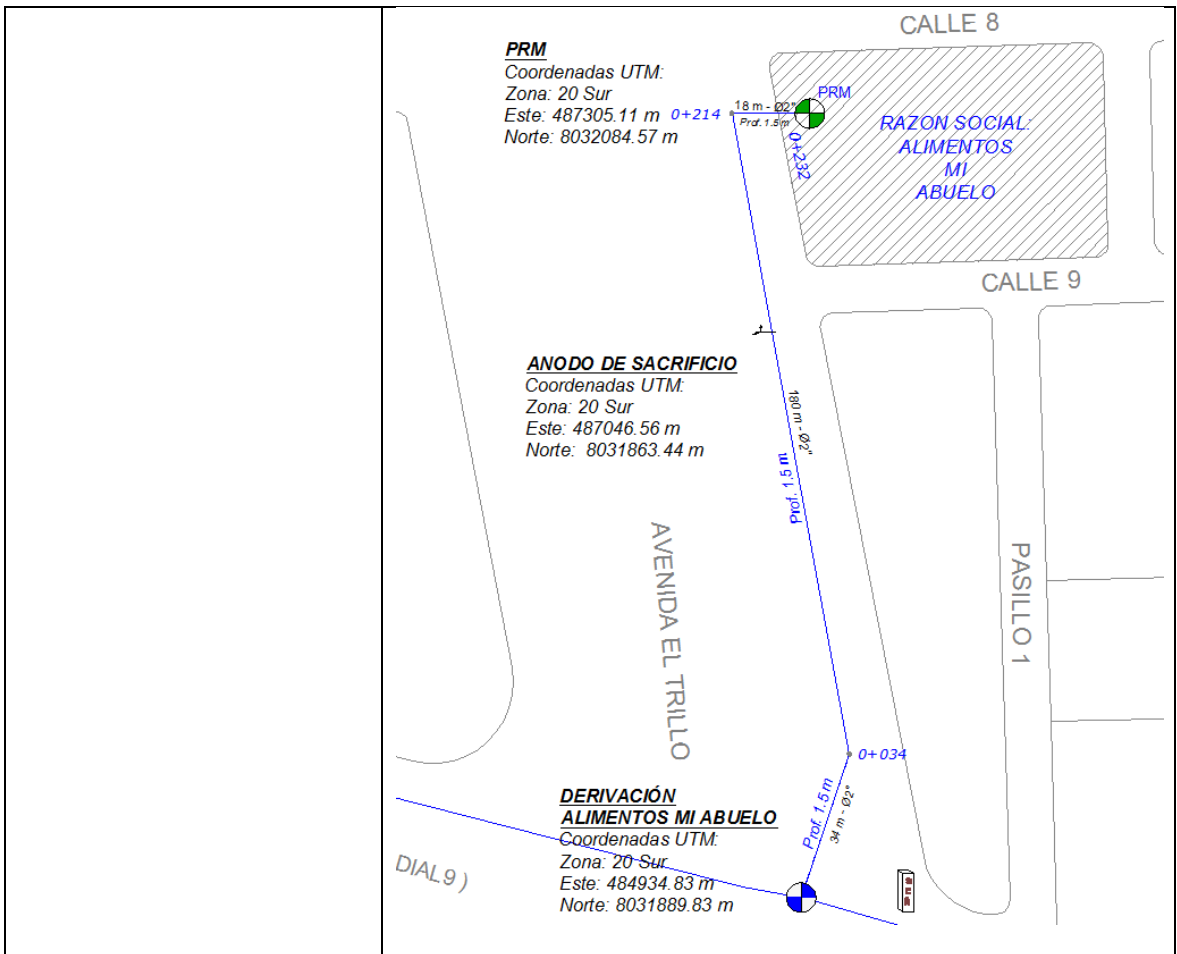 CALLE 8
PRM
Coordenadas UTM:
Zona: 20 Sur
Este: 487305.11 m
Norte: 8032084.57 m
0+214
18 m - Ø2"
Prof. 1.5 m
PRM
0+232
RAZON SOCIAL:
ALIMENTOS
MI
ABUELO
CALLE 9
ANODO DE SACRIFICIO
Coordenadas UTM:
Zona: 20 Sur
Este: 487046.56 m
Norte: 8031863.44 m
180 m - Ø2"
Prof. 1.5 m
AVENIDA EL TRILLO
PASILLO 1
0+034
DERIVACIÓN
ALIMENTOS MI ABUELO
Coordenadas UTM:
Zona: 20 Sur
Este: 484934.83 m
Norte: 8031889.83 m
Prof. 1.5 m
34 m - Ø2"
DIAL 9 )